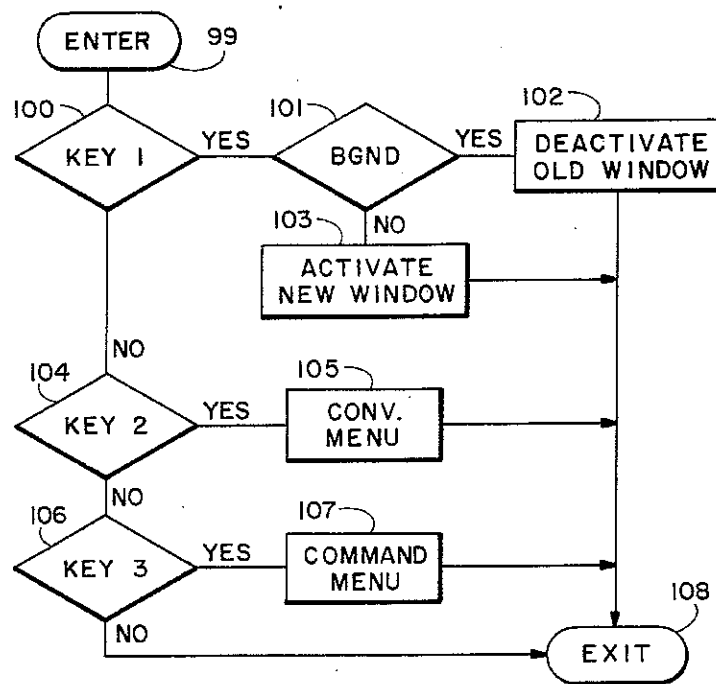 ENTER
99
100
KEY 1
YES
101
BGND
YES
102
DEACTIVATE
OLD WINDOW
NO
103
ACTIVATE
NEW WINDOW
NO
104
KEY 2
YES
105
CONV.
MENU
NO
106
KEY 3
YES
107
COMMAND
MENU
NO
108
EXIT